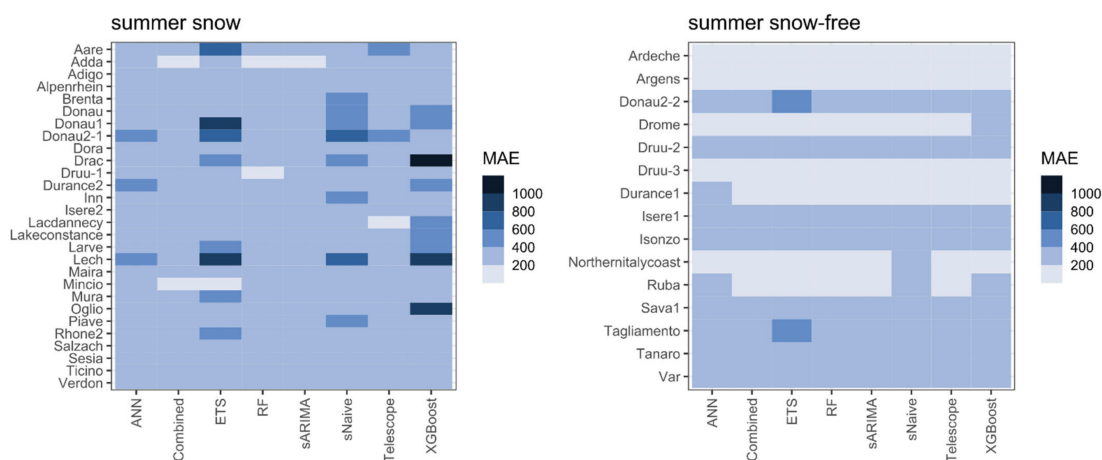 summer snow
Aare
Adda
Adigo
Alpenrhein
Brenta
Donau
Donau1
Donau2-1
Dora
Drac
Druu-1
Durance2
Inn
Isere2
Lacdannecy
Lakeconstance
Larve
Lech
Maira
Mincio
Mura
Oglio
Piave
Rhone2
Salzach
Sesia
Ticino
Verdon
ANN
Combined
ETS
RF
sARIMA
sNaive
Telescope
XGBoost
MAE
1000
800
600
400
200
summer snow-free
Ardeche
Argens
Donau2-2
Drome
Druu-2
Druu-3
Durance1
Isere1
Isonzo
Northernitalycoast
Ruba
Sava1
Tagliamento
Tanaro
Var
ANN
Combined
ETS
RF
sARIMA
sNaive
Telescope
XGBoost
MAE
1000
800
600
400
200